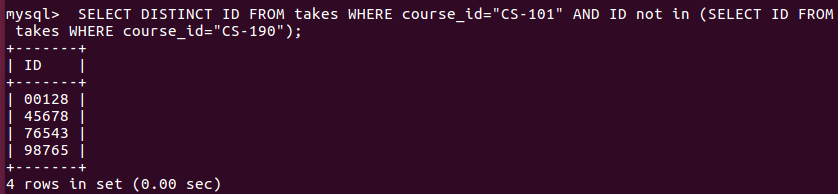 mysql>  SELECT DISTINCT ID FROM takes WHERE course_id="CS-101" AND ID not in (SELECT ID FROM
 takes WHERE course_id="CS-190");
+-------+
| ID    |
+-------+
| 00128 |
| 45678 |
| 76543 |
| 98765 |
+-------+
4 rows in set (0.00 sec)